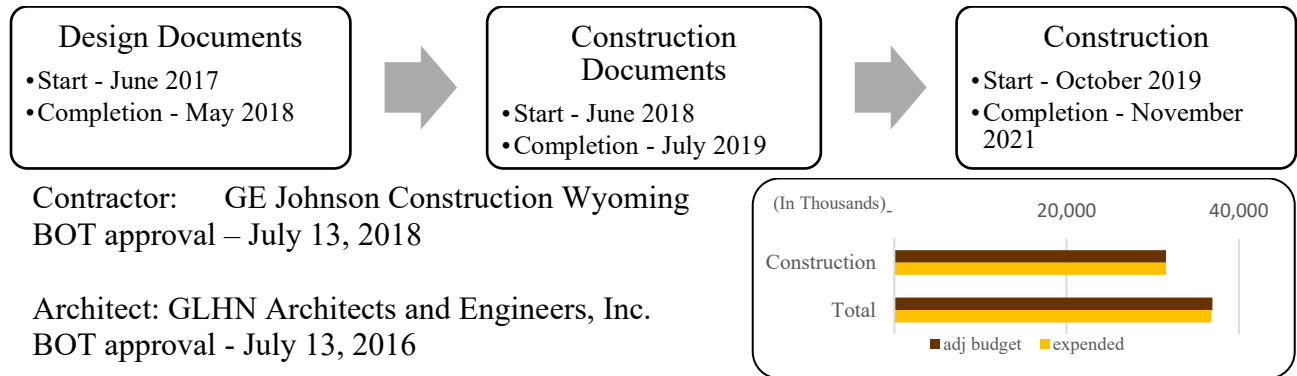 Design Documents
•Start - June 2017
•Completion - May 2018
Construction
Documents
•Start - June 2018
•Completion - July 2019
Construction
•Start - October 2019
•Completion - November
2021
Contractor: GE Johnson Construction Wyoming
BOT approval – July 13, 2018
Architect: GLHN Architects and Engineers, Inc.
BOT approval - July 13, 2016
(In Thousands)- 20,000 40,000
Construction
Total
adj budget expended